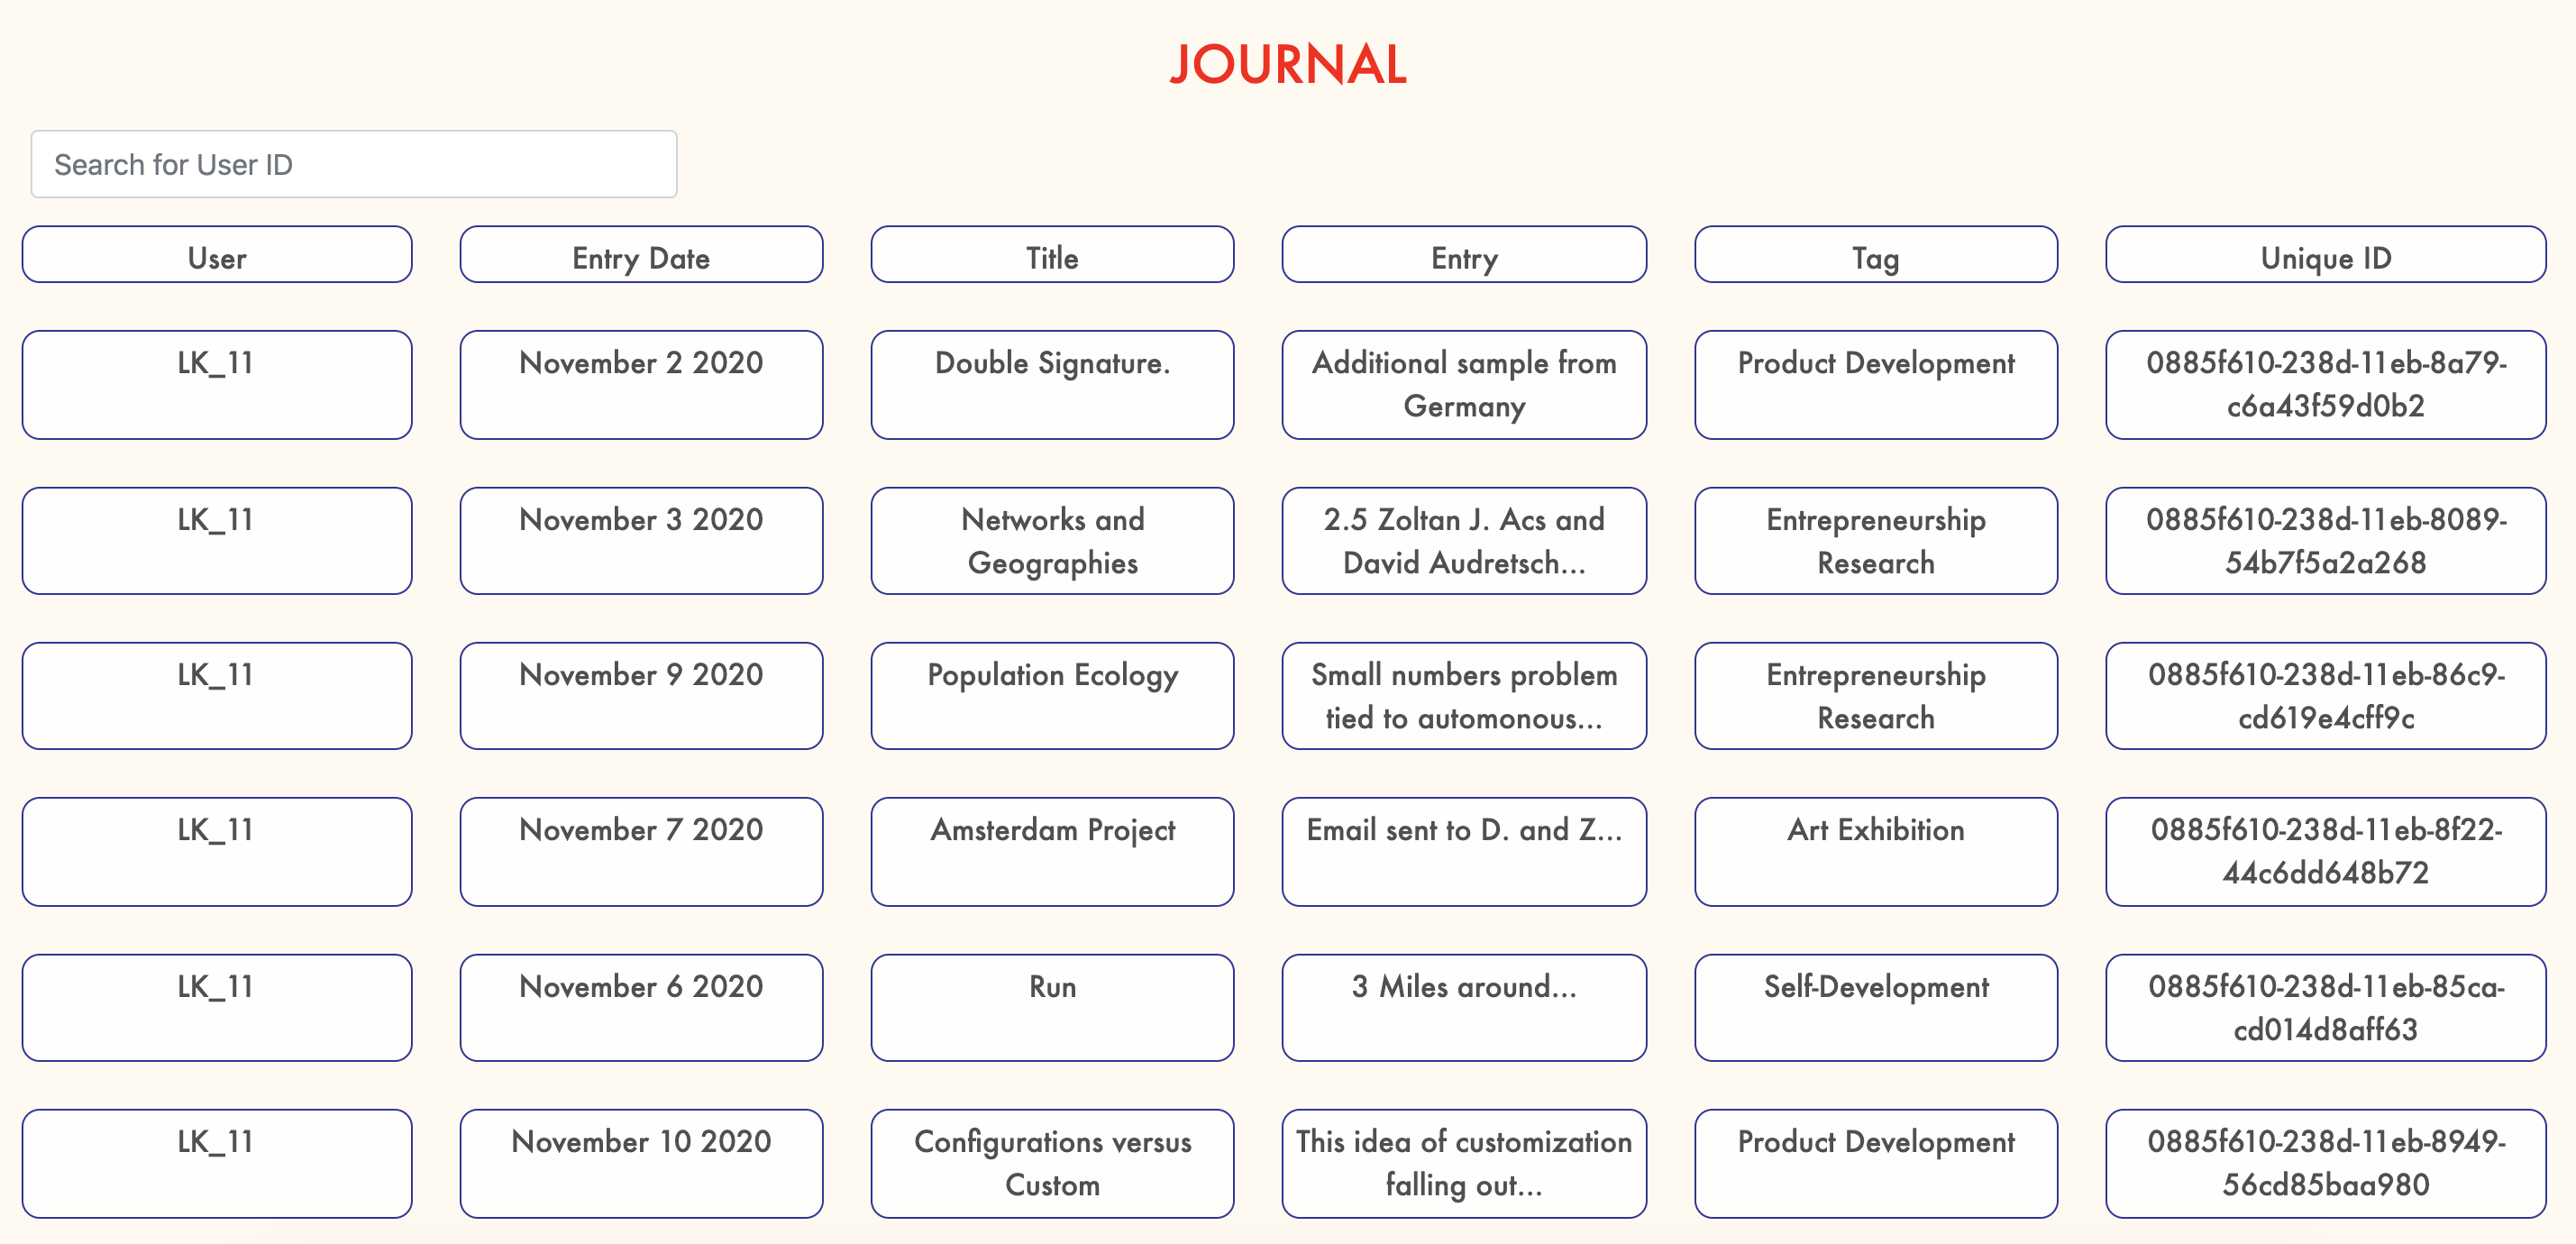 JOURNAL
Search for User ID
User Entry Date Title Entry Tag Unique ID
LK_11 November 2 2020 Double Signature. Additional sample from Product Development 0885f610-238d-11eb-8a79-
Germany c6a43f59d0b2
LK_11 November 3 2020 Networks and 2.5 Zoltan J. Acs and Entrepreneurship 0885f610-238d-11eb-8089-
Geographies David Audretsch... Research 54b7f5a2a268
LK_11 November 9 2020 Population Ecology Small numbers problem Entrepreneurship 0885f610-238d-11eb-86c9-
tied to automonous... Research cd619e4cff9c
LK_11 November 7 2020 Amsterdam Project Email sent to D. and Z... Art Exhibition 0885f610-238d-11eb-8f22-
44c6dd648b72
LK_11 November 6 2020 Run 3 Miles around... Self-Development 0885f610-238d-11eb-85ca-
cd014d8aff63
LK_11 November 10 2020 Configurations versus This idea of customization Product Development 0885f610-238d-11eb-8949-
Custom falling out... 56cd85baa980